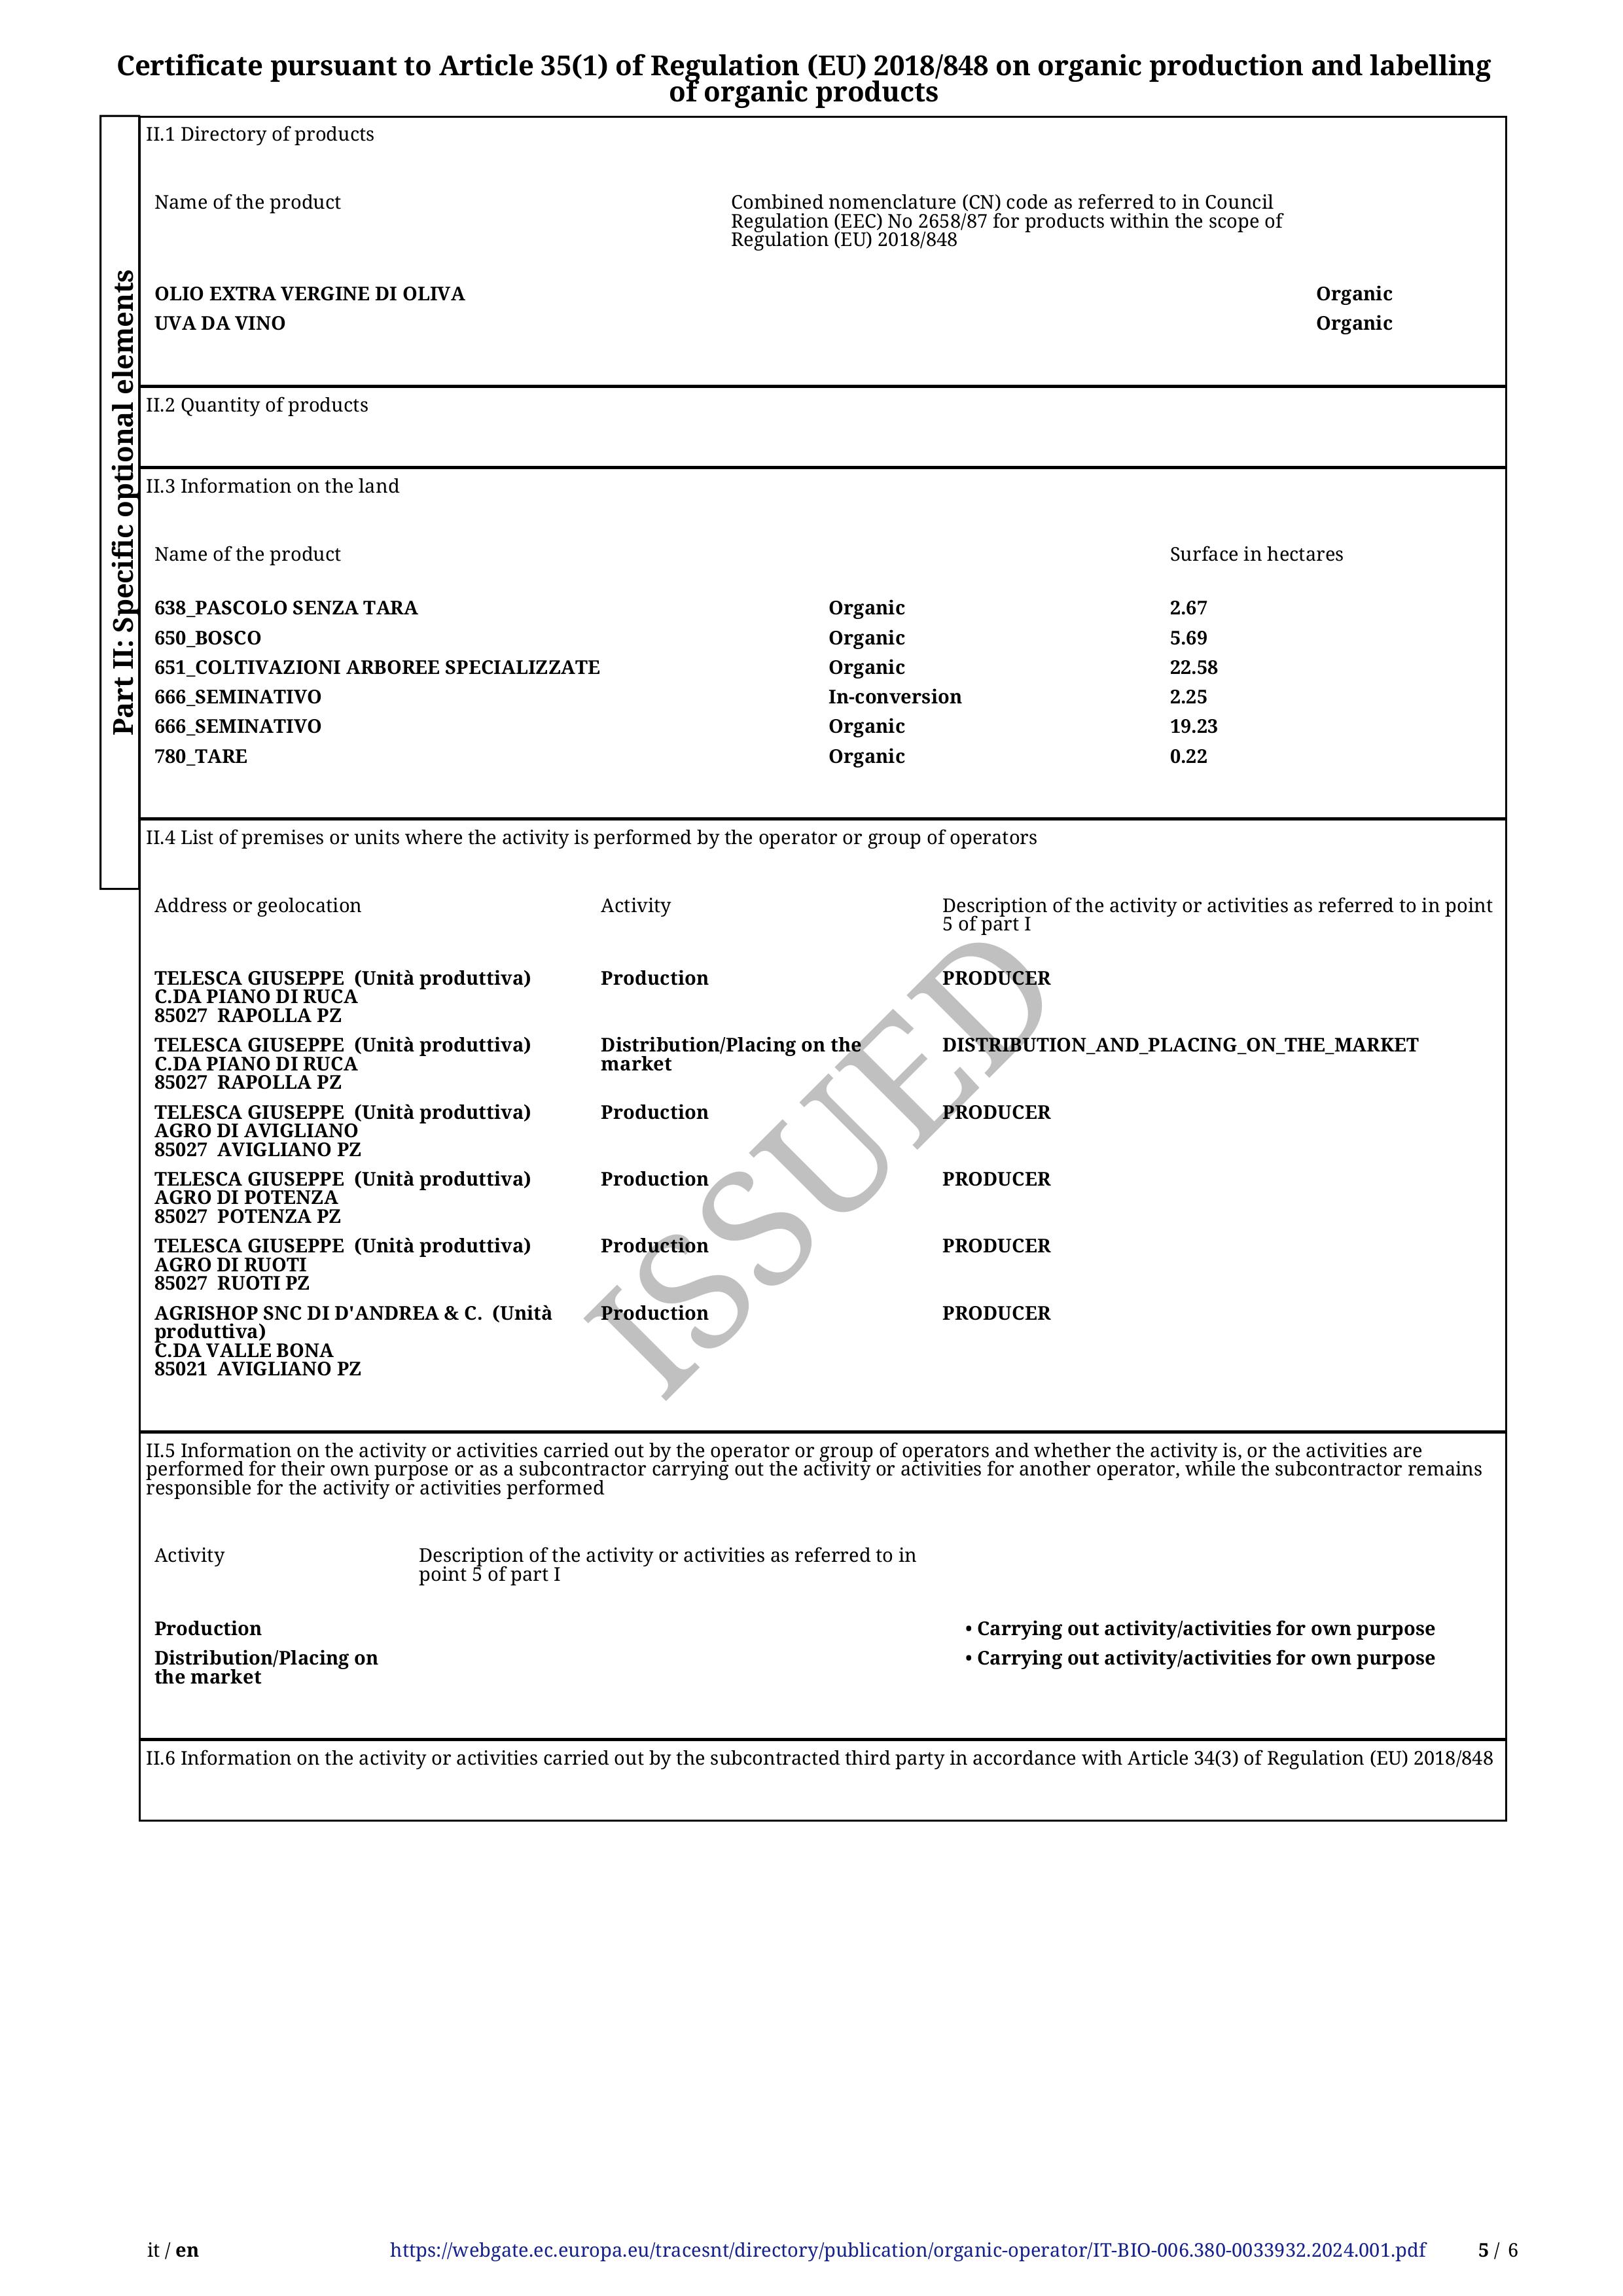 Certificate pursuant to Article 35(1) of Regulation (EU) 2018/848 on organic production and labelling
of organic products
Part II: Specific optional elements
II.1 Directory of products
Name of the product
Combined nomenclature (CN) code as referred to in Council
Regulation (EEC) No 2658/87 for products within the scope of
Regulation (EU) 2018/848
OLIO EXTRA VERGINE DI OLIVA Organic
UVA DA VINO Organic
II.2 Quantity of products
II.3 Information on the land
Name of the product Surface in hectares
638_PASCOLO SENZA TARA Organic 2.67
650_BOSCO Organic 5.69
651_COLTIVAZIONI ARBOREE SPECIALIZZATE Organic 22.58
666_SEMINATIVO In-conversion 2.25
666_SEMINATIVO Organic 19.23
780_TARE Organic 0.22
II.4 List of premises or units where the activity is performed by the operator or group of operators
Address or geolocation Activity Description of the activity or activities as referred to in point
5 of part I
TELESCA GIUSEPPE (Unità produttiva) Production PRODUCER
C.DA PIANO DI RUCA
85027 RAPOLLA PZ
TELESCA GIUSEPPE (Unità produttiva) Distribution/Placing on the DISTRIBUTION_AND_PLACING_ON_THE_MARKET
C.DA PIANO DI RUCA market
85027 RAPOLLA PZ
TELESCA GIUSEPPE (Unità produttiva) Production PRODUCER
AGRO DI AVIGLIANO
85027 AVIGLIANO PZ
TELESCA GIUSEPPE (Unità produttiva) Production PRODUCER
AGRO DI POTENZA
85027 POTENZA PZ
TELESCA GIUSEPPE (Unità produttiva) Production PRODUCER
AGRO DI RUOTI
85027 RUOTI PZ
AGRISHOP SNC DI D'ANDREA & C. (Unità Production PRODUCER
produttiva)
C.DA VALLE BONA
85021 AVIGLIANO PZ
ISSUED
II.5 Information on the activity or activities carried out by the operator or group of operators and whether the activity is, or the activities are
performed for their own purpose or as a subcontractor carrying out the activity or activities for another operator, while the subcontractor remains
responsible for the activity or activities performed
Activity Description of the activity or activities as referred to in
point 5 of part I
Production • Carrying out activity/activities for own purpose
Distribution/Placing on • Carrying out activity/activities for own purpose
the market
II.6 Information on the activity or activities carried out by the subcontracted third party in accordance with Article 34(3) of Regulation (EU) 2018/848
it / en https://webgate.ec.europa.eu/tracesnt/directory/publication/organic-operator/IT-BIO-006.380-0033932.2024.001.pdf 5 / 6